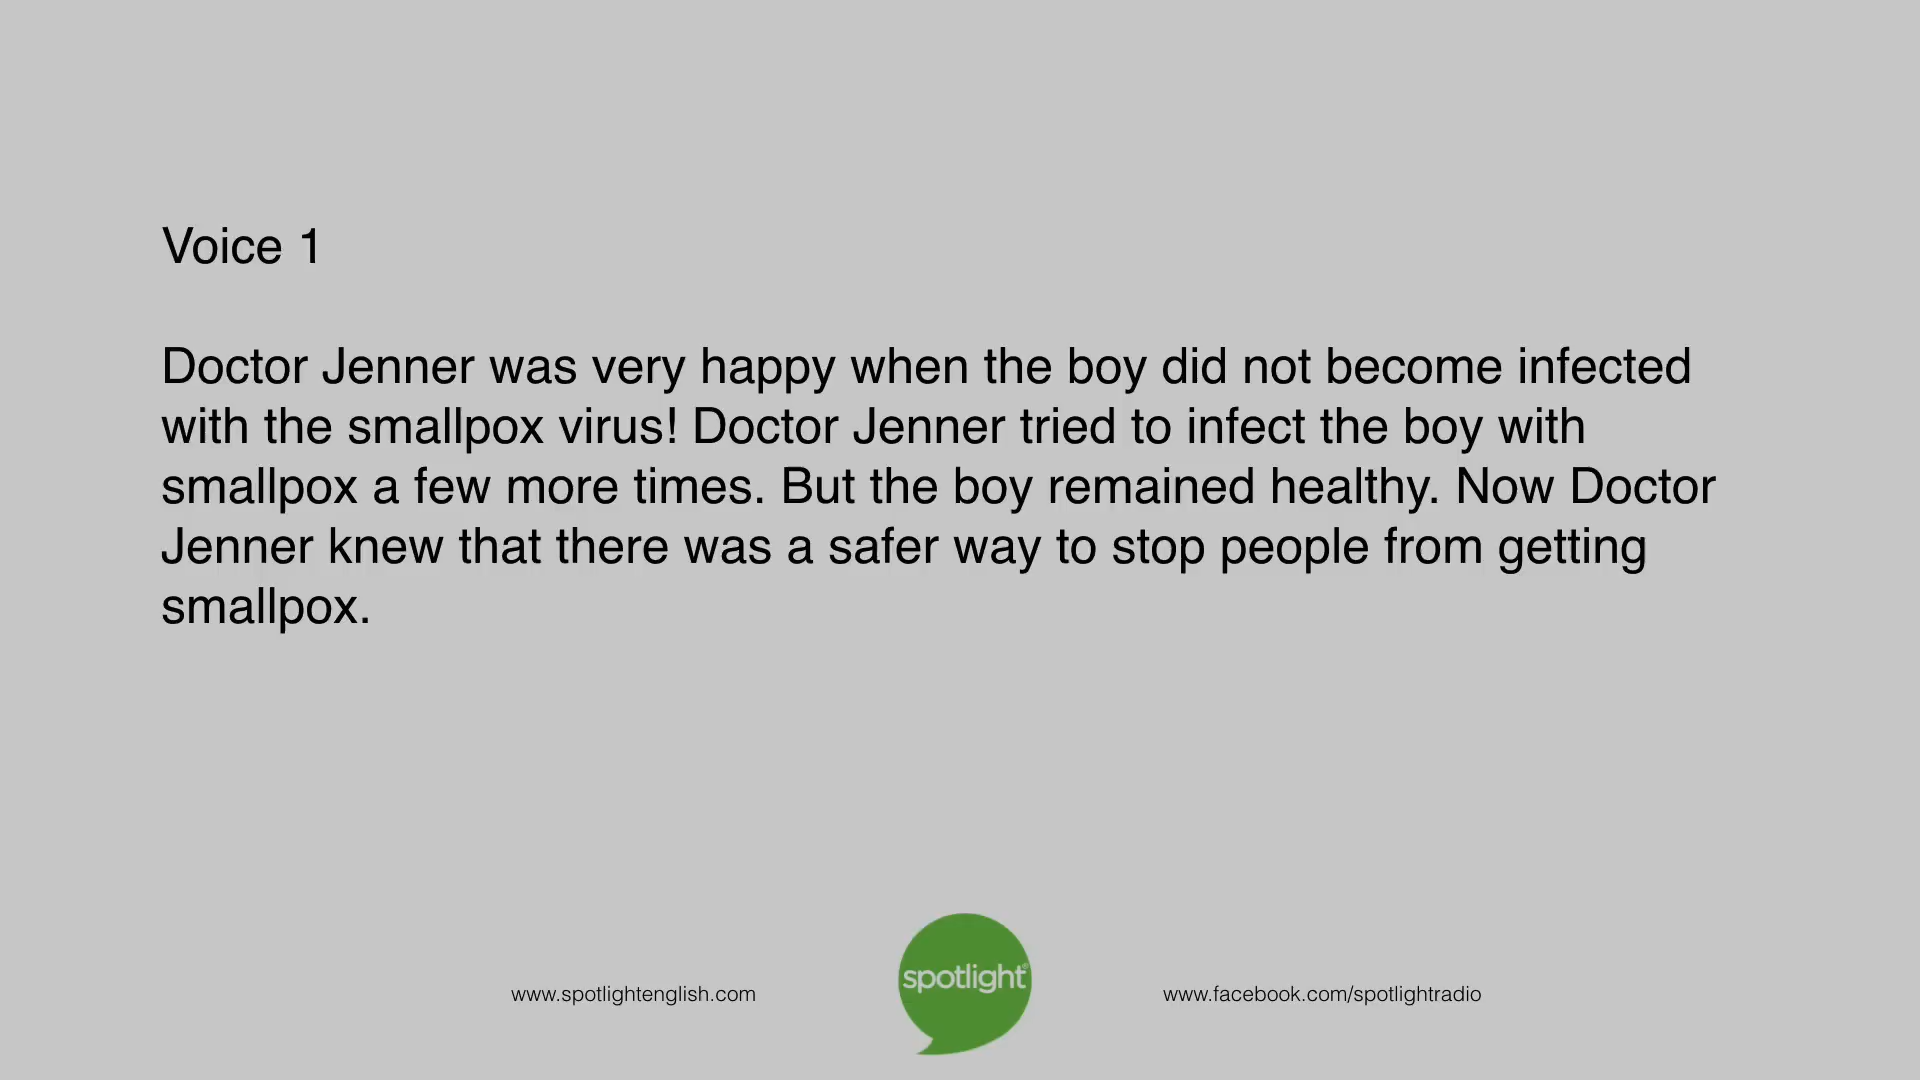 Voice 1
Doctor Jenner was very happy when the boy did not become infected
with the smallpox virus! Doctor Jenner tried to infect the boy with
smallpox a few more times. But the boy remained healthy. Now Doctor
Jenner knew that there was a safer way to stop people from getting
smallpox.
www.spotlightenglish.com
spotlight®
www.facebook.com/spotlightradio